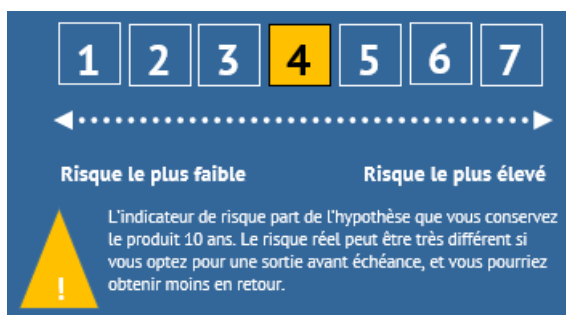 1 2 3 4 5 6 7
Risque le plus faible Risque le plus élevé
L'indicateur de risque part de l'hypothèse que vous conservez
le produit 10 ans. Le risque réel peut être très différent si
vous optez pour une sortie avant échéance, et vous pourriez
obtenir moins en retour.
!